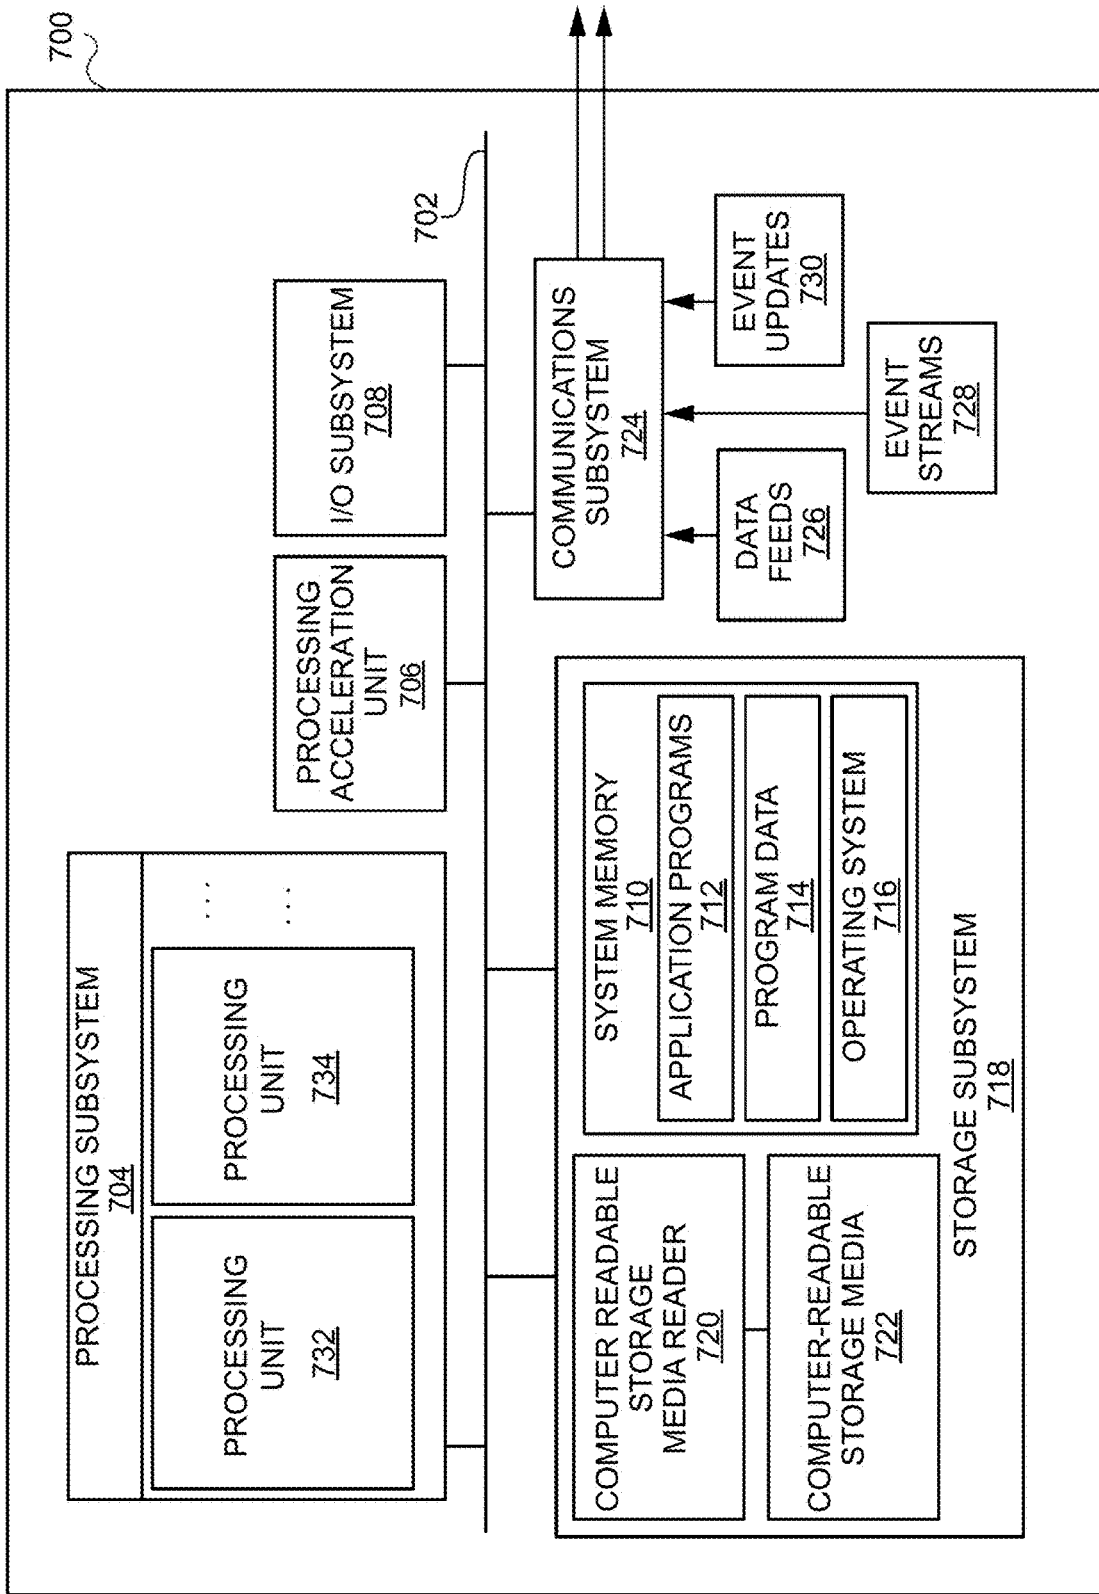 700
PROCESSING SUBSYSTEM
704
PROCESSING
UNIT
732
PROCESSING
UNIT
734
. . .
. . .
PROCESSING
ACCELERATION
UNIT
706
I/O SUBSYSTEM
708
702
COMPUTER READABLE
STORAGE
MEDIA READER
720
COMPUTER-READABLE
STORAGE MEDIA
722
SYSTEM MEMORY
710
APPLICATION PROGRAMS
712
PROGRAM DATA
714
OPERATING SYSTEM
716
STORAGE SUBSYSTEM
718
COMMUNICATIONS
SUBSYSTEM
724
DATA
FEEDS
726
EVENT
STREAMS
728
EVENT
UPDATES
730